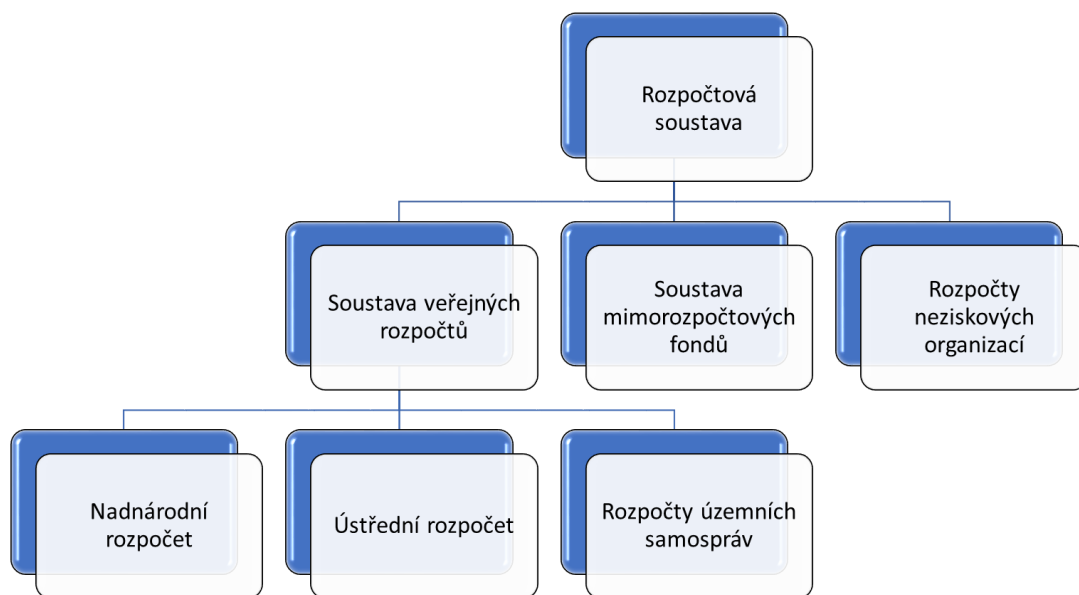 Rozpočtová
soustava
Soustava veřejných
rozpočtů
Soustava
mimorozpočtových
fondů
Rozpočty
neziskových
organizací
Nadnárodní
rozpočet
Ústřední rozpočet
Rozpočty územních
samospráv